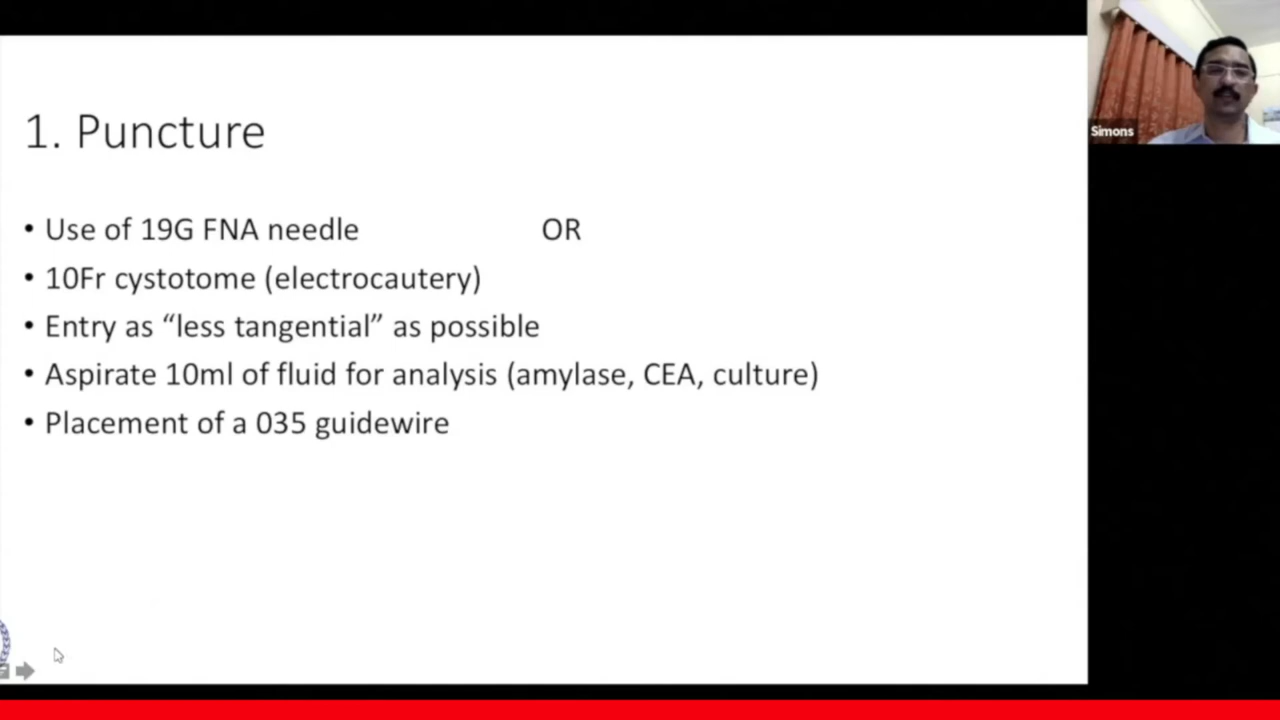 1. Puncture
• Use of 19G FNA needle OR
• 10Fr cystotome (electrocautery)
• Entry as “less tangential” as possible
• Aspirate 10ml of fluid for analysis (amylase, CEA, culture)
• Placement of a 035 guidewire
Simons